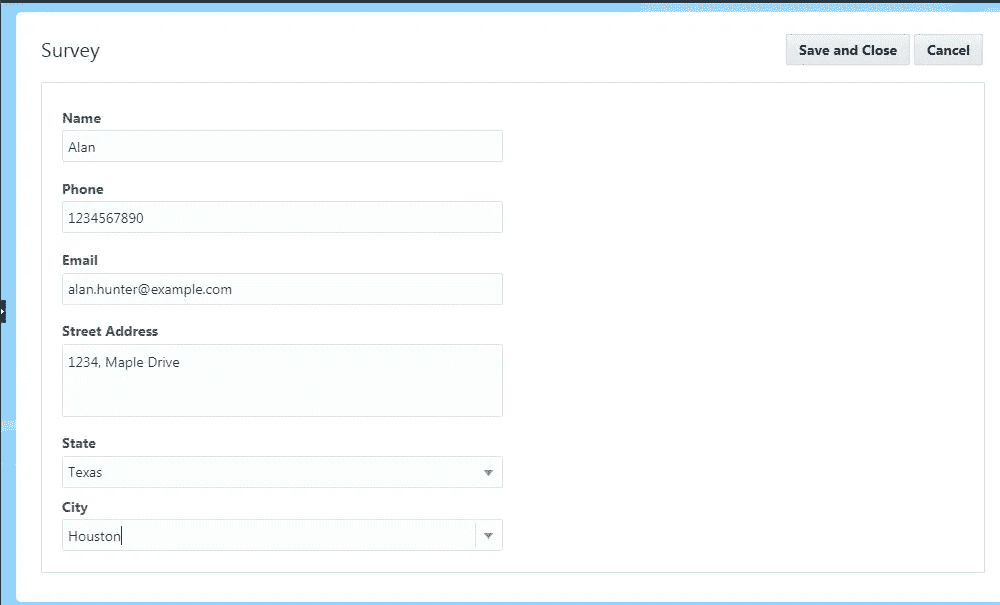 Survey
Save and Close
Cancel
Name
Alan
Phone
1234567890
Email
alan.hunter@example.com
Street Address
1234, Maple Drive
State
Texas
City
Houston